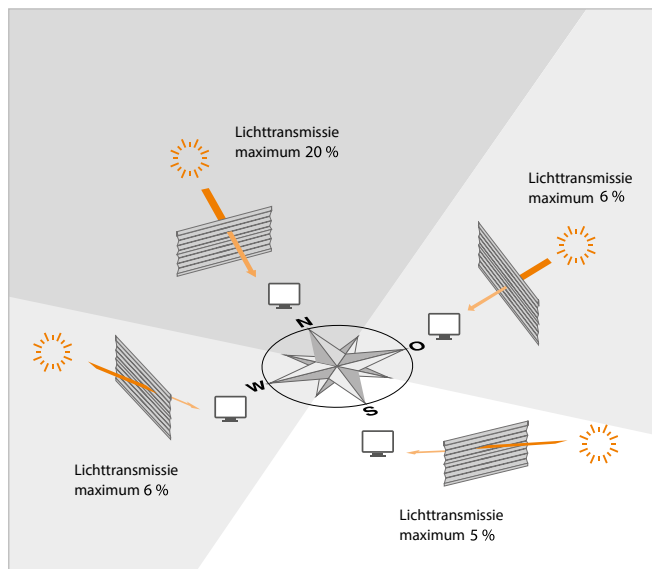 Lichttransmissie
maximum 20 %
Lichttransmissie
maximum 6 %
N
O
W
S
Lichttransmissie
maximum 6 %
Lichttransmissie
maximum 5 %